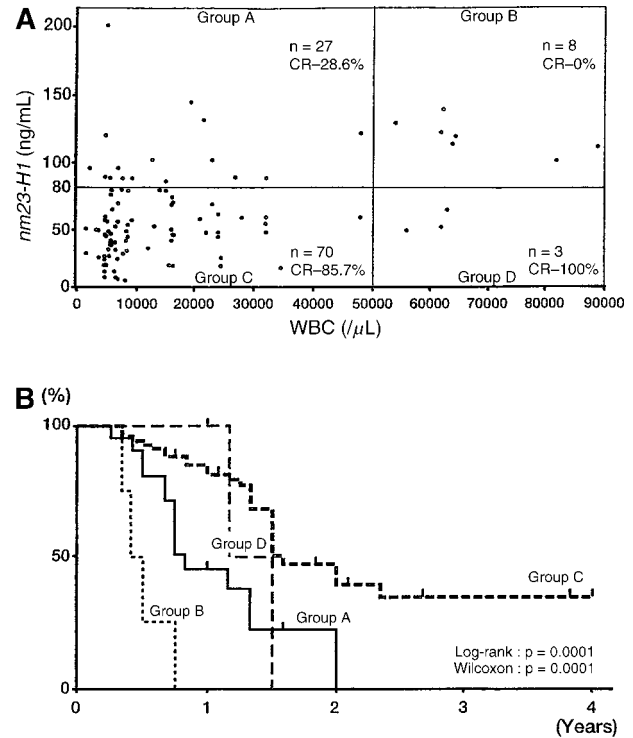 A
Group A
Group B
200
150
100
80
50
0
nm23-H1 (ng/mL)
n = 27
CR–28.6%
n = 8
CR–0%
n = 70
CR–85.7%
n = 3
CR–100%
Group C
Group D
0
10000
20000
30000
40000
50000
60000
70000
80000
90000
WBC (/μL)
B
(%)
100
50
0
Group D
Group C
Group B
Group A
Log-rank : p = 0.0001
Wilcoxon : p = 0.0001
0
1
2
3
4
(Years)